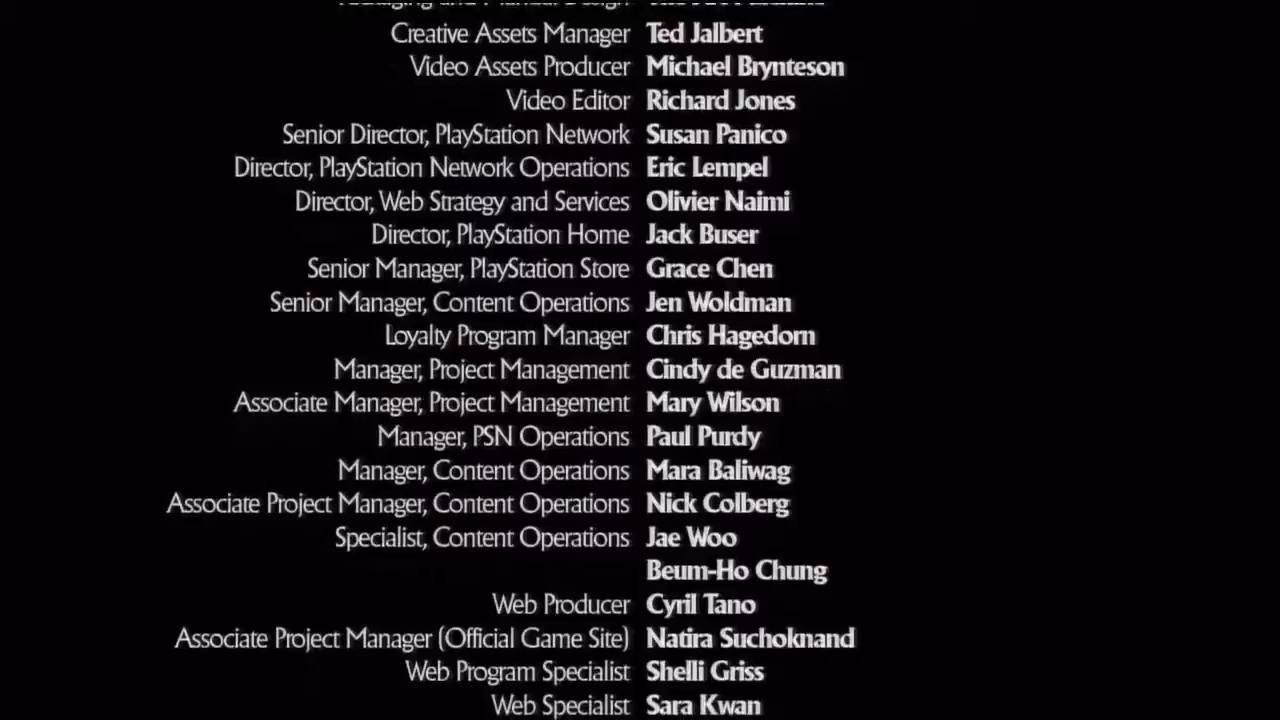 Creative Assets Manager Ted Jalbert
Video Assets Producer Michael Brynteson
Video Editor Richard Jones
Senior Director, PlayStation Network Susan Panico
Director, PlayStation Network Operations Eric Lempel
Director, Web Strategy and Services Olivier Naimi
Director, PlayStation Home Jack Buser
Senior Manager, PlayStation Store Grace Chen
Senior Manager, Content Operations Jen Woldman
Loyalty Program Manager Chris Hagedorn
Manager, Project Management Cindy de Guzman
Associate Manager, Project Management Mary Wilson
Manager, PSN Operations Paul Purdy
Manager, Content Operations Mara Baliwag
Associate Project Manager, Content Operations Nick Colberg
Specialist, Content Operations Jae Woo
Beum-Ho Chung
Web Producer Cyril Tano
Associate Project Manager (Official Game Site) Natira Suchoknand
Web Program Specialist Shelli Griss
Web Specialist Sara Kwan